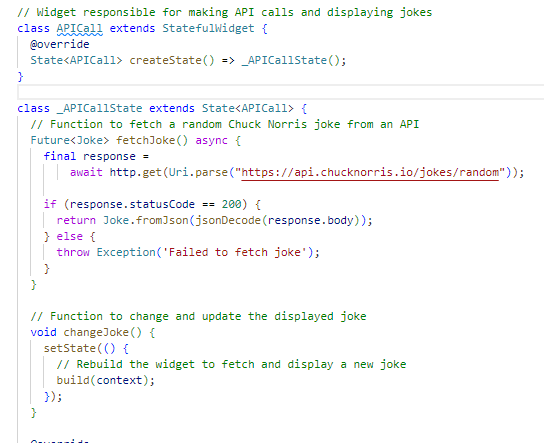 // Widget responsible for making API calls and displaying jokes
class APICall extends StatefulWidget {
@override
State<APICall> createState() => _APICallState();
}
class _APICallState extends State<APICall> {
// Function to fetch a random Chuck Norris joke from an API
Future<Joke> fetchJoke() async {
final response =
await http.get(Uri.parse("https://api.chucknorris.io/jokes/random"));
if (response.statusCode == 200) {
return Joke.fromJson(jsonDecode(response.body));
} else {
throw Exception('Failed to fetch joke');
}
}
// Function to change and update the displayed joke
void changeJoke() {
setState(() {
// Rebuild the widget to fetch and display a new joke
build(context);
});
}